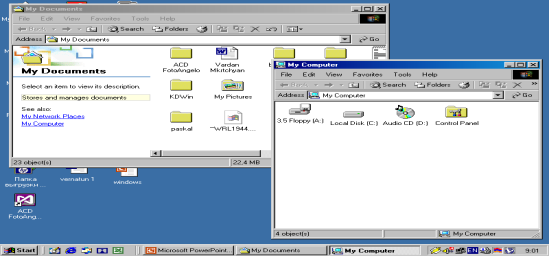 My Documents
File Edit View Favorites Tools Help
Back Search Folders
Address My Documents Go
My Documents
Select an item to view its description.
Stores and manages documents
See also:
My Network Places
My Computer
ACD FotoAngelo
Vardan Mkitchyan
KDWin
My Pictures
paskal
~WRL1944....
23 object(s) 22,4 MB
My Computer
File Edit View Favorites Tools Help
Back Search Folders
Address My Computer Go
3.5 Floppy (A:)
Local Disk (C:)
Audio CD (D:)
Control Panel
4 object(s) My Computer
Папка выгрузки ...
vernatun 1
windows
ACD FotoAng...
Start Microsoft PowerPoint... My Documents My Computer EN 9:01